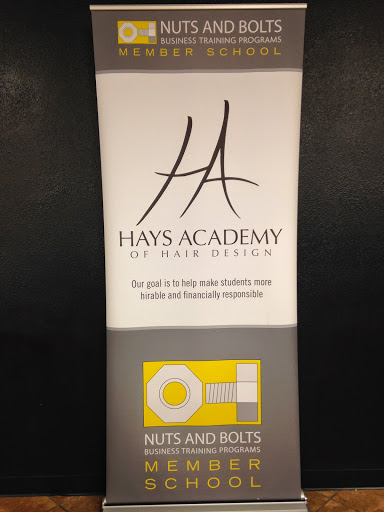 NUTS AND BOLTS
BUSINESS TRAINING PROGRAMS
MEMBER SCHOOL
HA
HAYS ACADEMY
OF HAIR DESIGN
Our goal is to help make students more
hirable and financially responsible
NUTS AND BOLTS
BUSINESS TRAINING PROGRAMS
MEMBER
SCHOOL